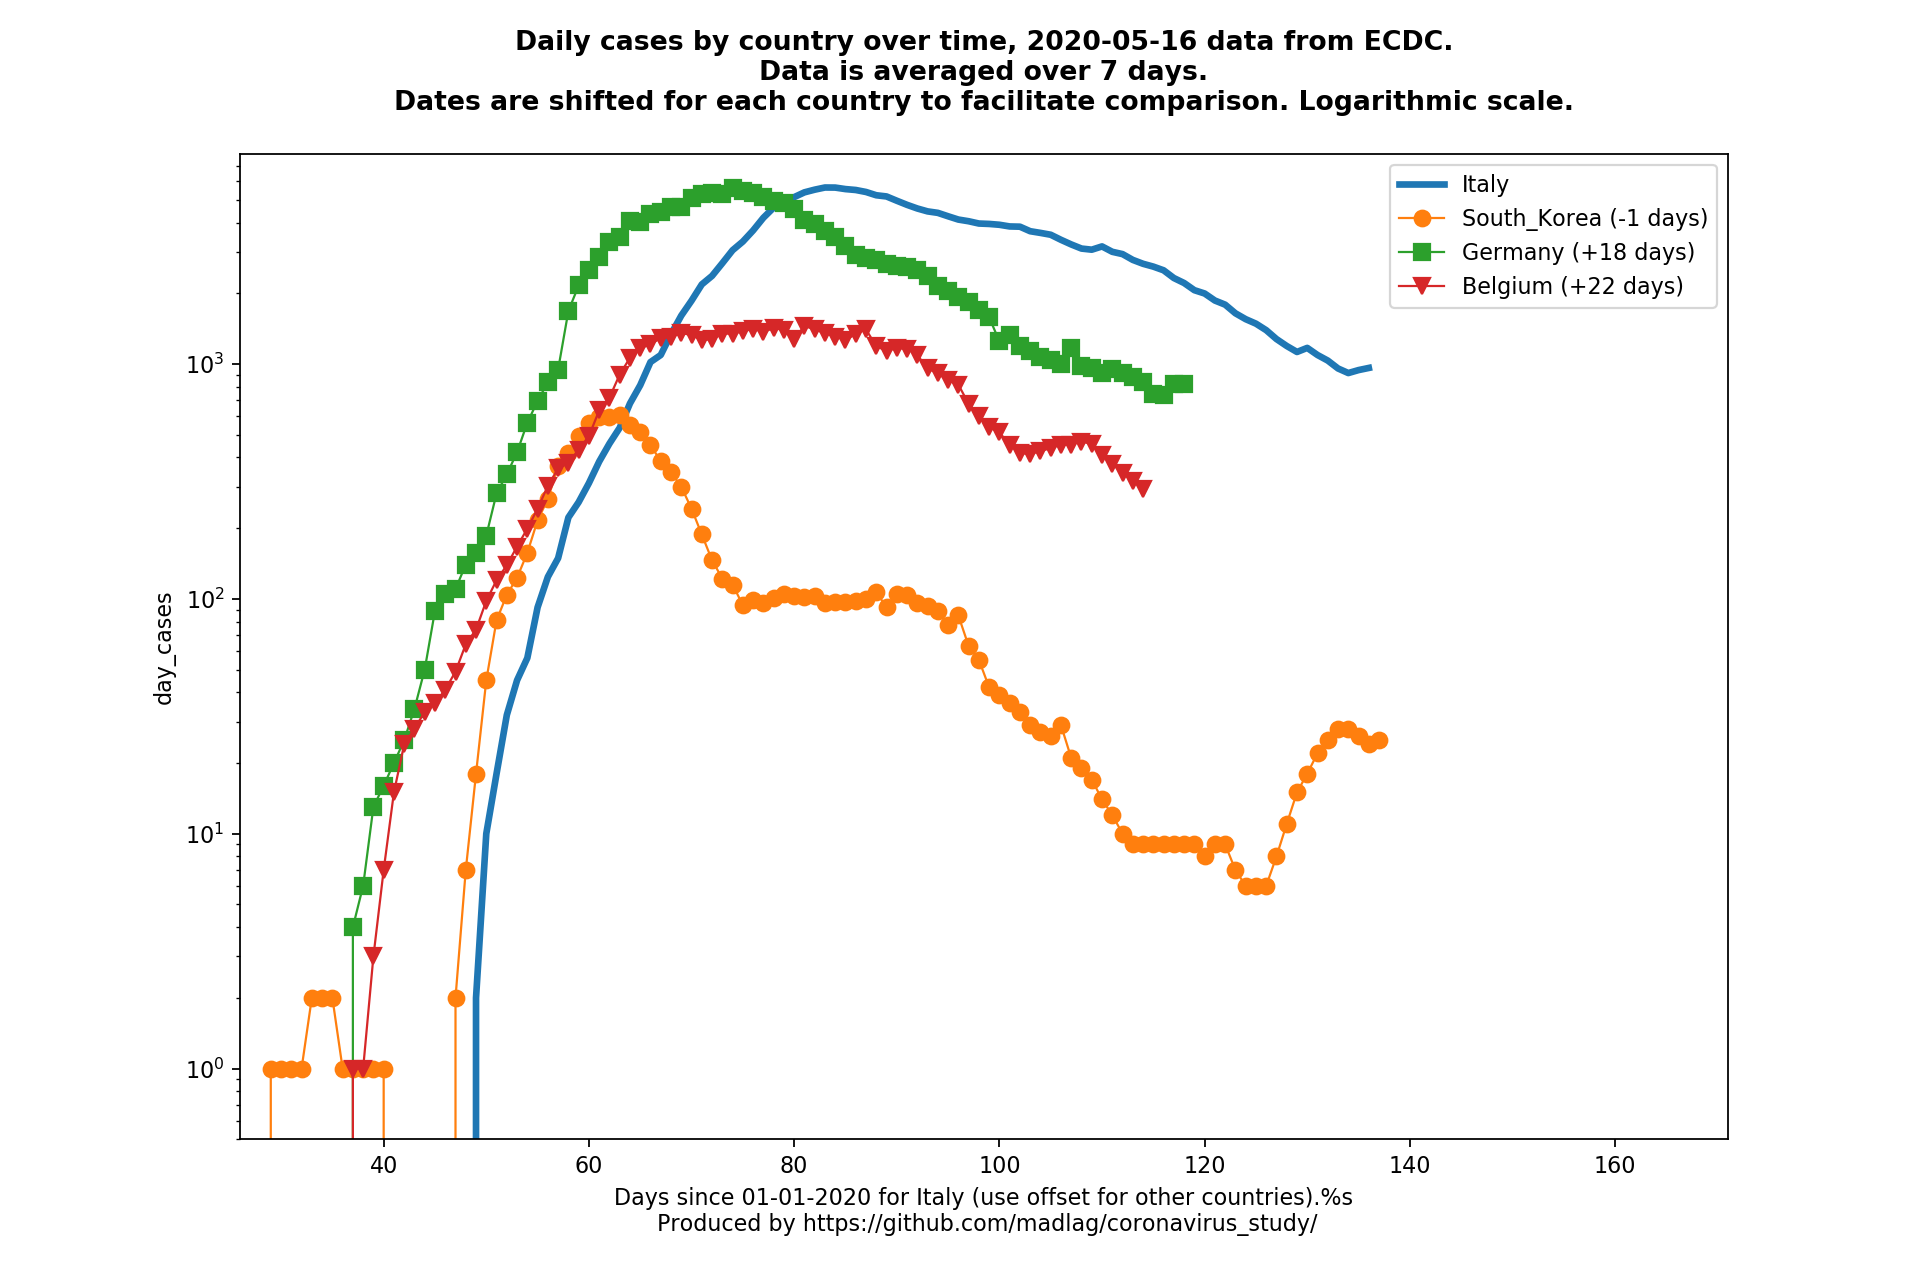 Daily cases by country over time, 2020-05-16 data from ECDC.
Data is averaged over 7 days.
Dates are shifted for each country to facilitate comparison. Logarithmic scale.
Italy
South_Korea (-1 days)
Germany (+18 days)
Belgium (+22 days)
day_cases
10³
10²
10¹
10⁰
40 60 80 100 120 140 160
Days since 01-01-2020 for Italy (use offset for other countries).%s
Produced by https://github.com/madlag/coronavirus_study/